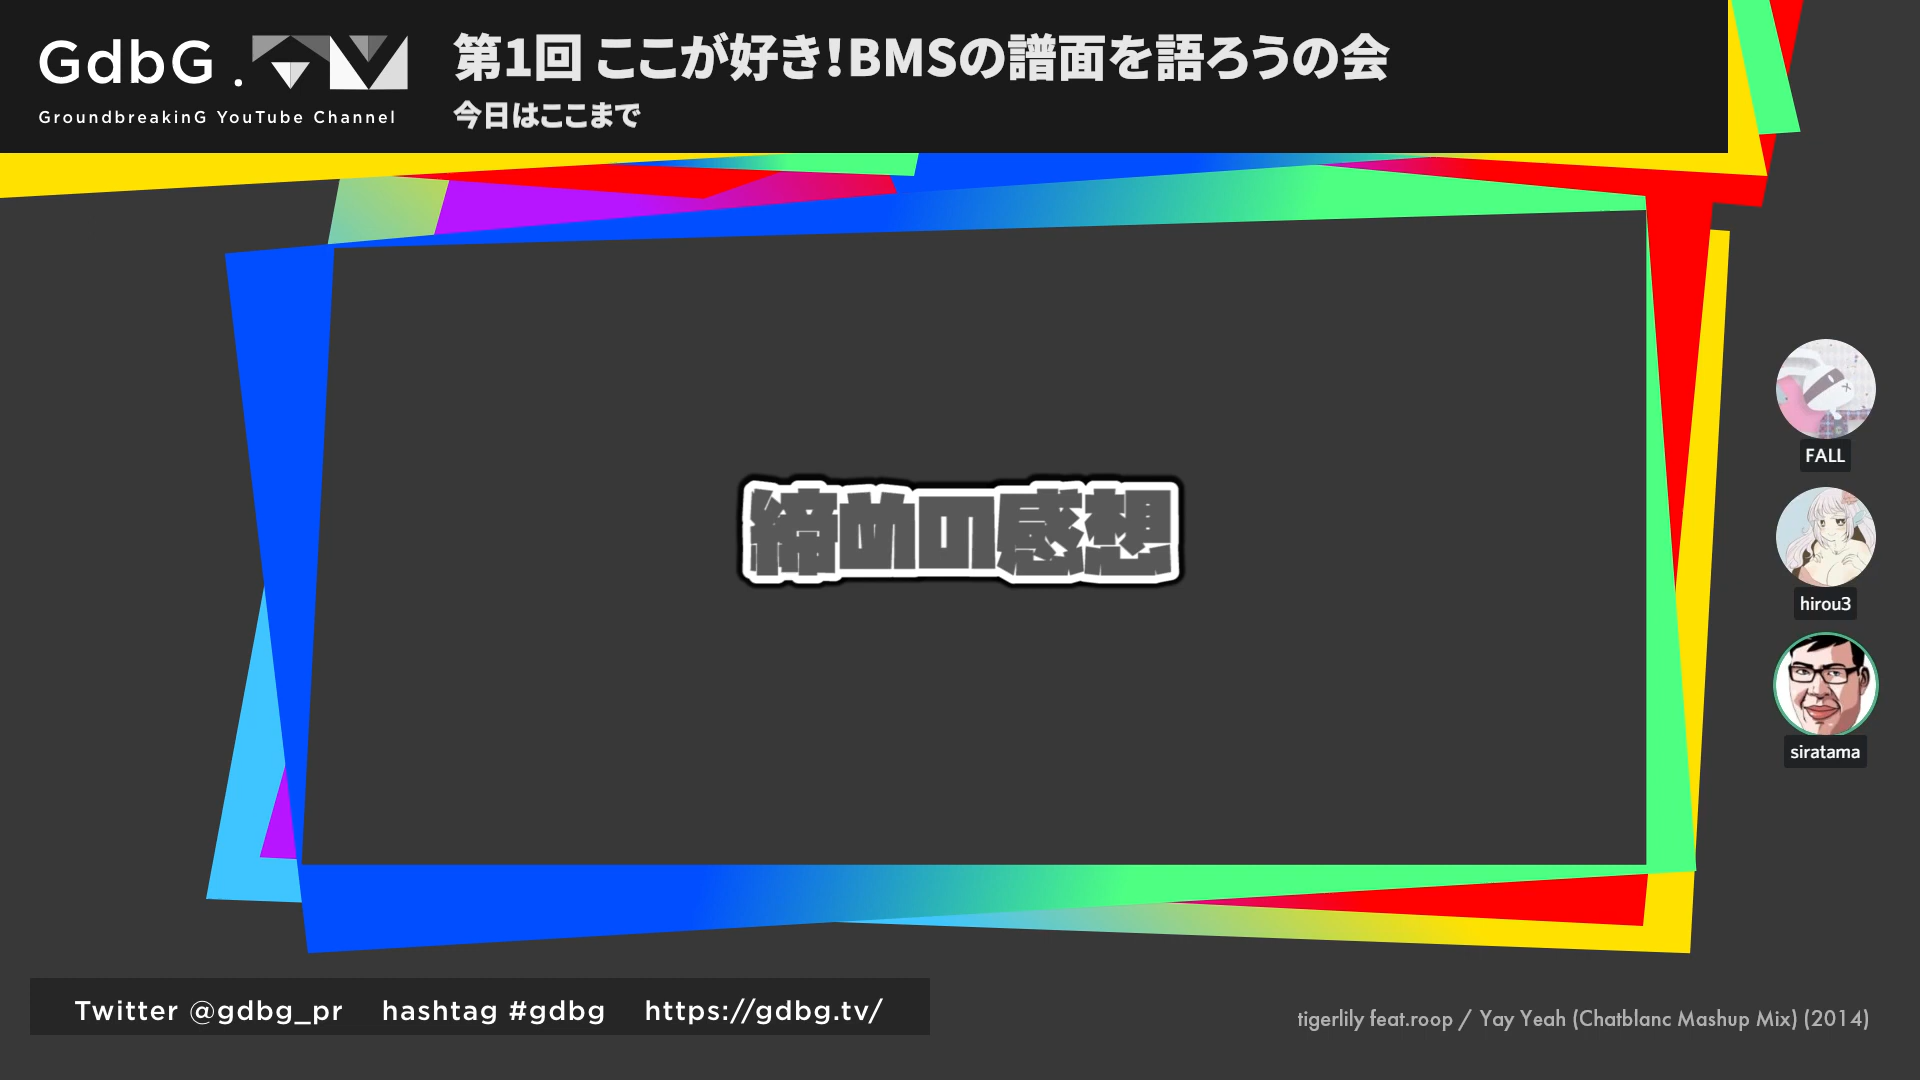 GdbG.TV
GroundbreakinG YouTube Channel
第1回 ここが好き!BMSの譜面を語ろうの会
今日はここまで
締めの感想
FALL
hirou3
siratama
Twitter @gdbg_pr hashtag #gdbg https://gdbg.tv/
tigerlily feat.roop / Yay Yeah (Chatblanc Mashup Mix) (2014)